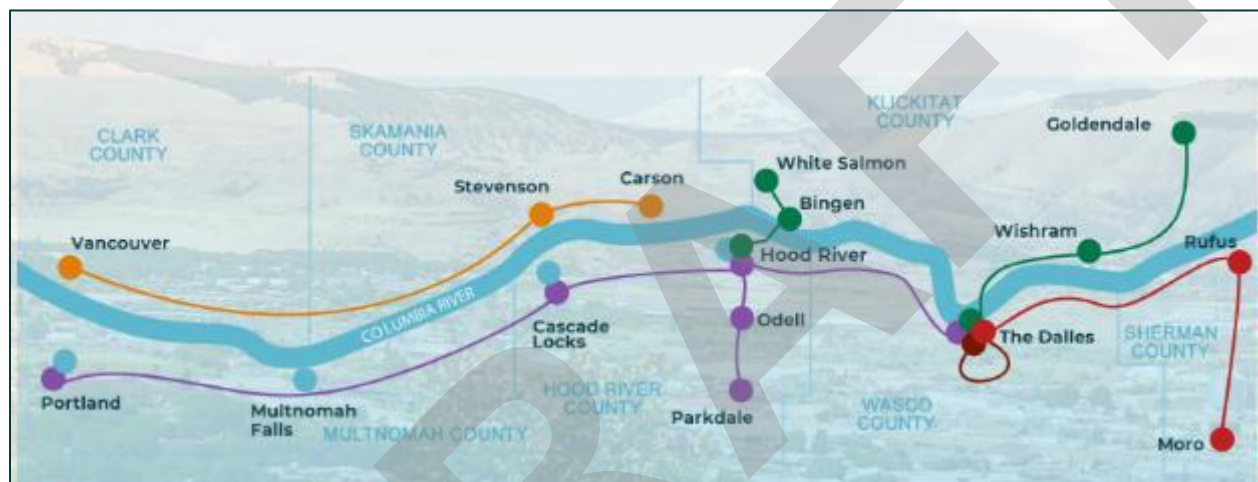 KLICKITAT
COUNTY
CLARK
COUNTY
SKAMANIA
COUNTY
Goldendale
White Salmon
Stevenson
Carson
Bingen
Vancouver
Wishram
Rufus
Hood River
COLUMBIA RIVER
Cascade
Locks
Odell
The Dalles
SHERMAN
COUNTY
Portland
Multnomah
Falls
HOOD RIVER
COUNTY
MULTNOMAH COUNTY
Parkdale
WASCO
COUNTY
Moro